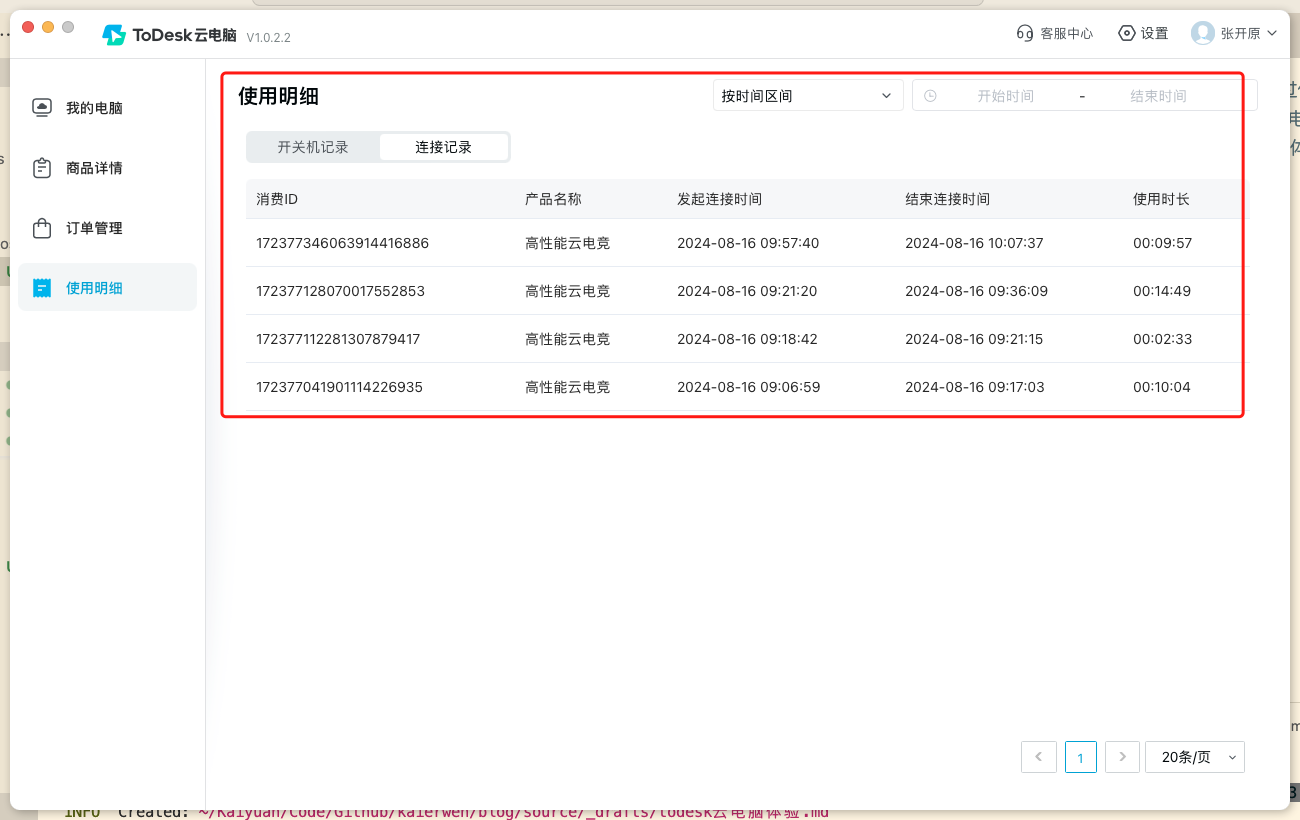 ToDesk云电脑 V1.0.2.2
客服中心 设置 张开原
我的电脑
商品详情
订单管理
使用明细
使用明细 按时间区间 开始时间 - 结束时间
开关机记录 连接记录
消费ID 产品名称 发起连接时间 结束连接时间 使用时长
172377346063914416886 高性能云电竞 2024-08-16 09:57:40 2024-08-16 10:07:37 00:09:57
172377128070017552853 高性能云电竞 2024-08-16 09:21:20 2024-08-16 09:36:09 00:14:49
172377112281307879417 高性能云电竞 2024-08-16 09:18:42 2024-08-16 09:21:15 00:02:33
172377041901114226935 高性能云电竞 2024-08-16 09:06:59 2024-08-16 09:17:03 00:10:04
1 20条/页
INFO Created: ~/Kaiyuan/Code/Github/kaierwen/blog/source/_drafts/todesk云电脑体验.md